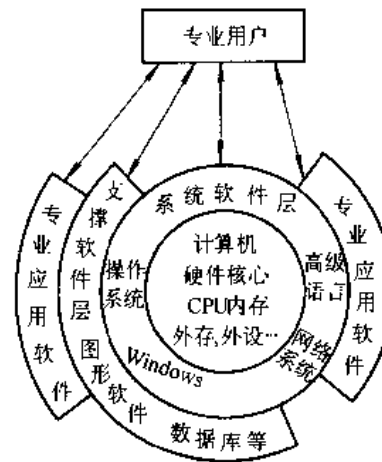 专业用户
系统软件层
支撑软件层
专业应用软件
专业应用软件
计算机
硬件核心
CPU内存
外存,外设…
操作
系统
高级
语言
Windows
网络
系统
图形软件
数据库等